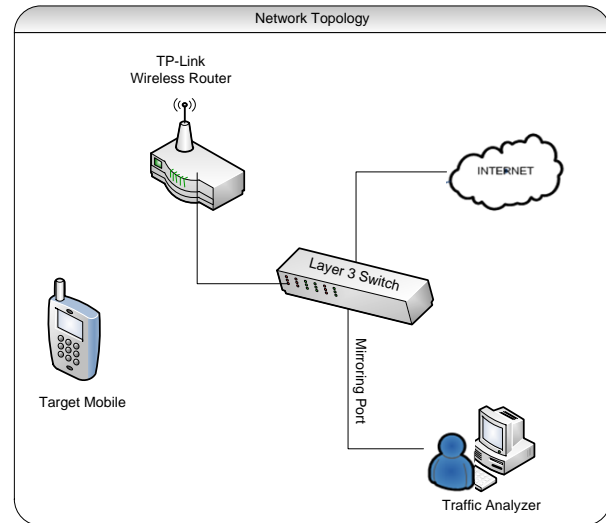 Network Topology
TP-Link
Wireless Router
INTERNET
Layer 3 Switch
Mirroring Port
Target Mobile
Traffic Analyzer